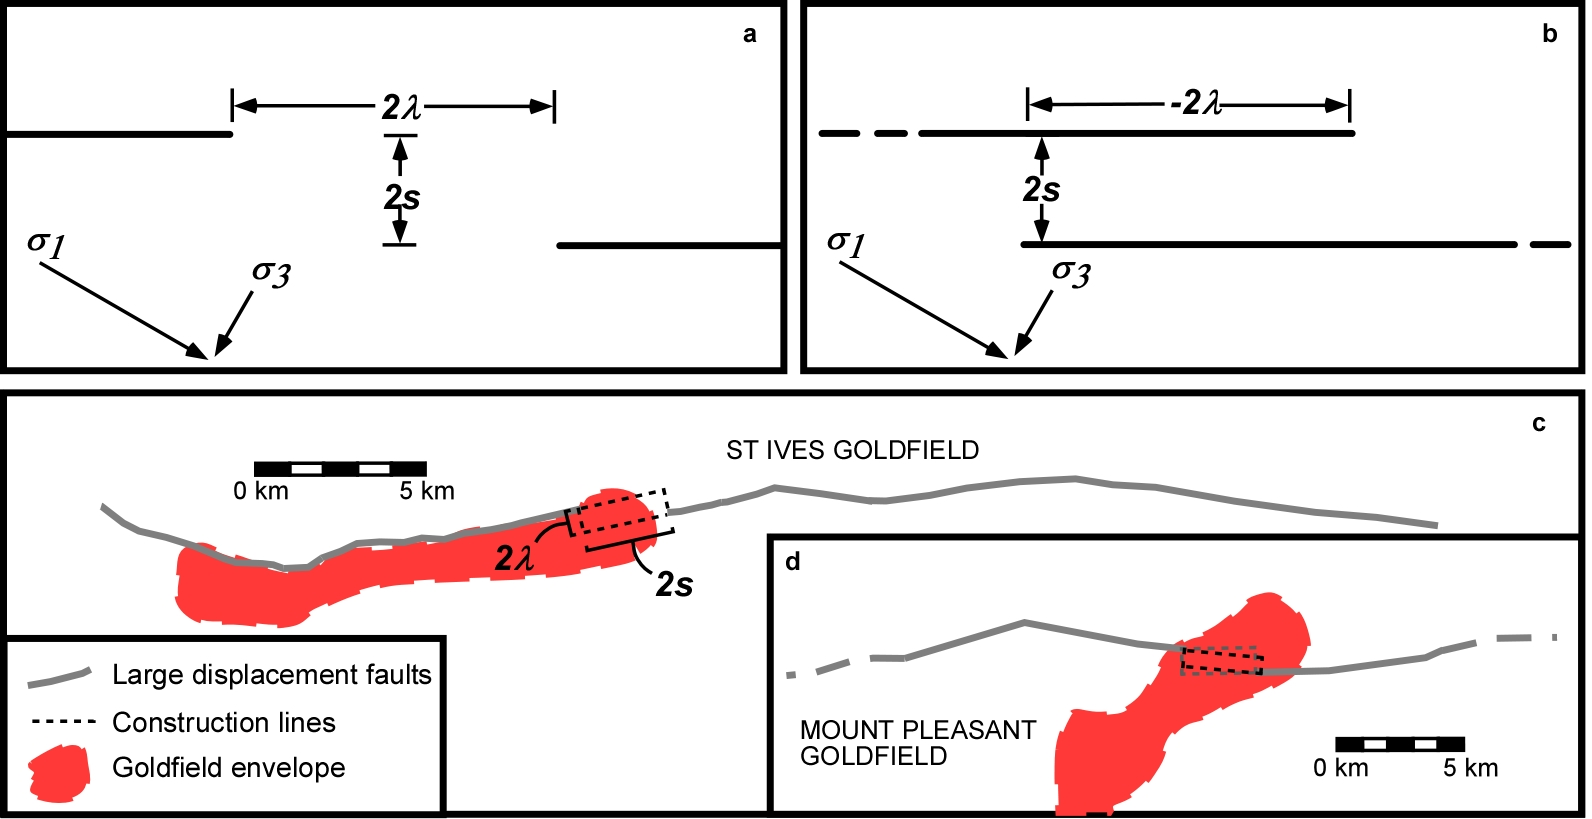 a
2λ
2s
σ1
σ3
b
-2λ
2s
σ1
σ3
c
ST IVES GOLDFIELD
0 km 5 km
2λ
2s
Large displacement faults
Construction lines
Goldfield envelope
d
MOUNT PLEASANT
GOLDFIELD
0 km 5 km